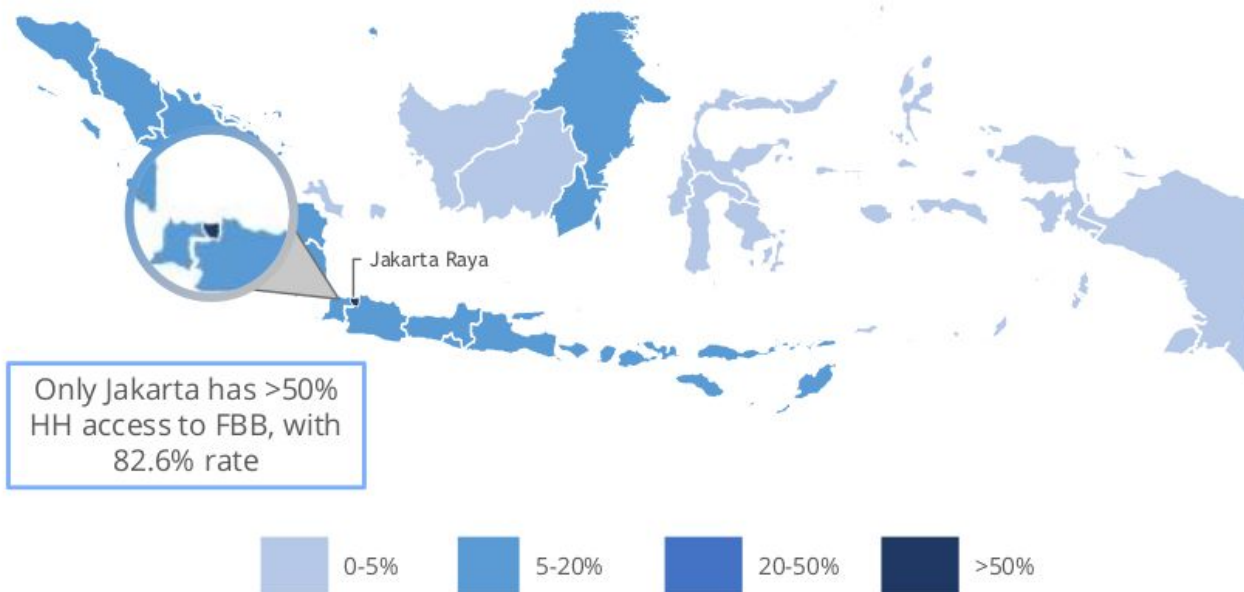 Jakarta Raya
Only Jakarta has >50%
HH access to FBB, with
82.6% rate
0-5%
5-20%
20-50%
>50%